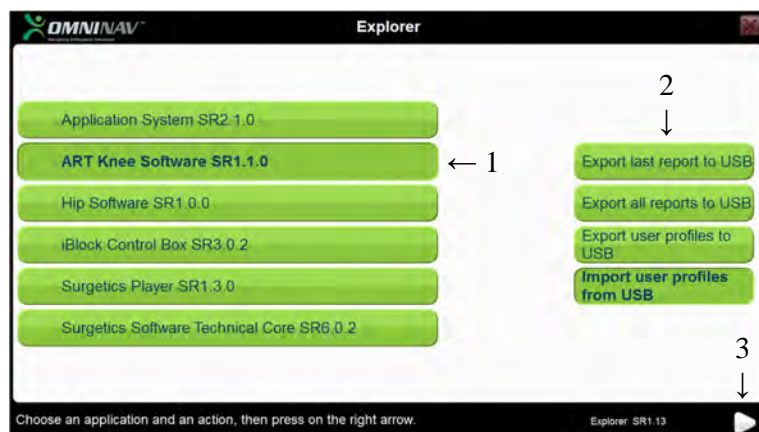 OMNINAV™
Explorer
2
↓
Application System SR2.1.0
ART Knee Software SR1.1.0
← 1
Export last report to USB
Hip Software SR1.0.0
Export all reports to USB
iBlock Control Box SR3.0.2
Export user profiles to
USB
Surgetics Player SR1.3.0
Import user profiles
from USB
Surgetics Software Technical Core SR6.0.2
3
↓
Choose an application and an action, then press on the right arrow.
Explorer SR1.13